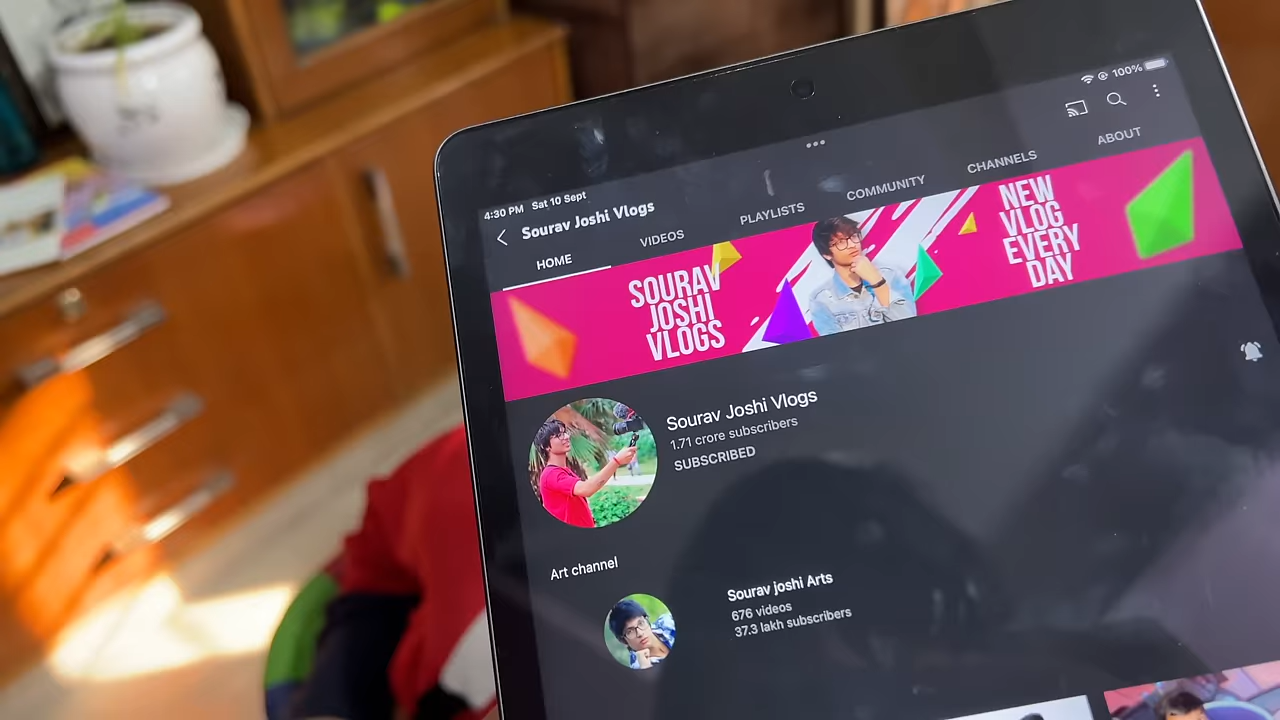 4:30 PM Sat 10 Sept
100%
Sourav Joshi Vlogs
HOME
VIDEOS
PLAYLISTS
COMMUNITY
CHANNELS
ABOUT
SOURAV
JOSHI
VLOGS
NEW
VLOG
EVERY
DAY
Sourav Joshi Vlogs
1.71 crore subscribers
SUBSCRIBED
Art channel
Sourav joshi Arts
676 videos
37.3 lakh subscribers